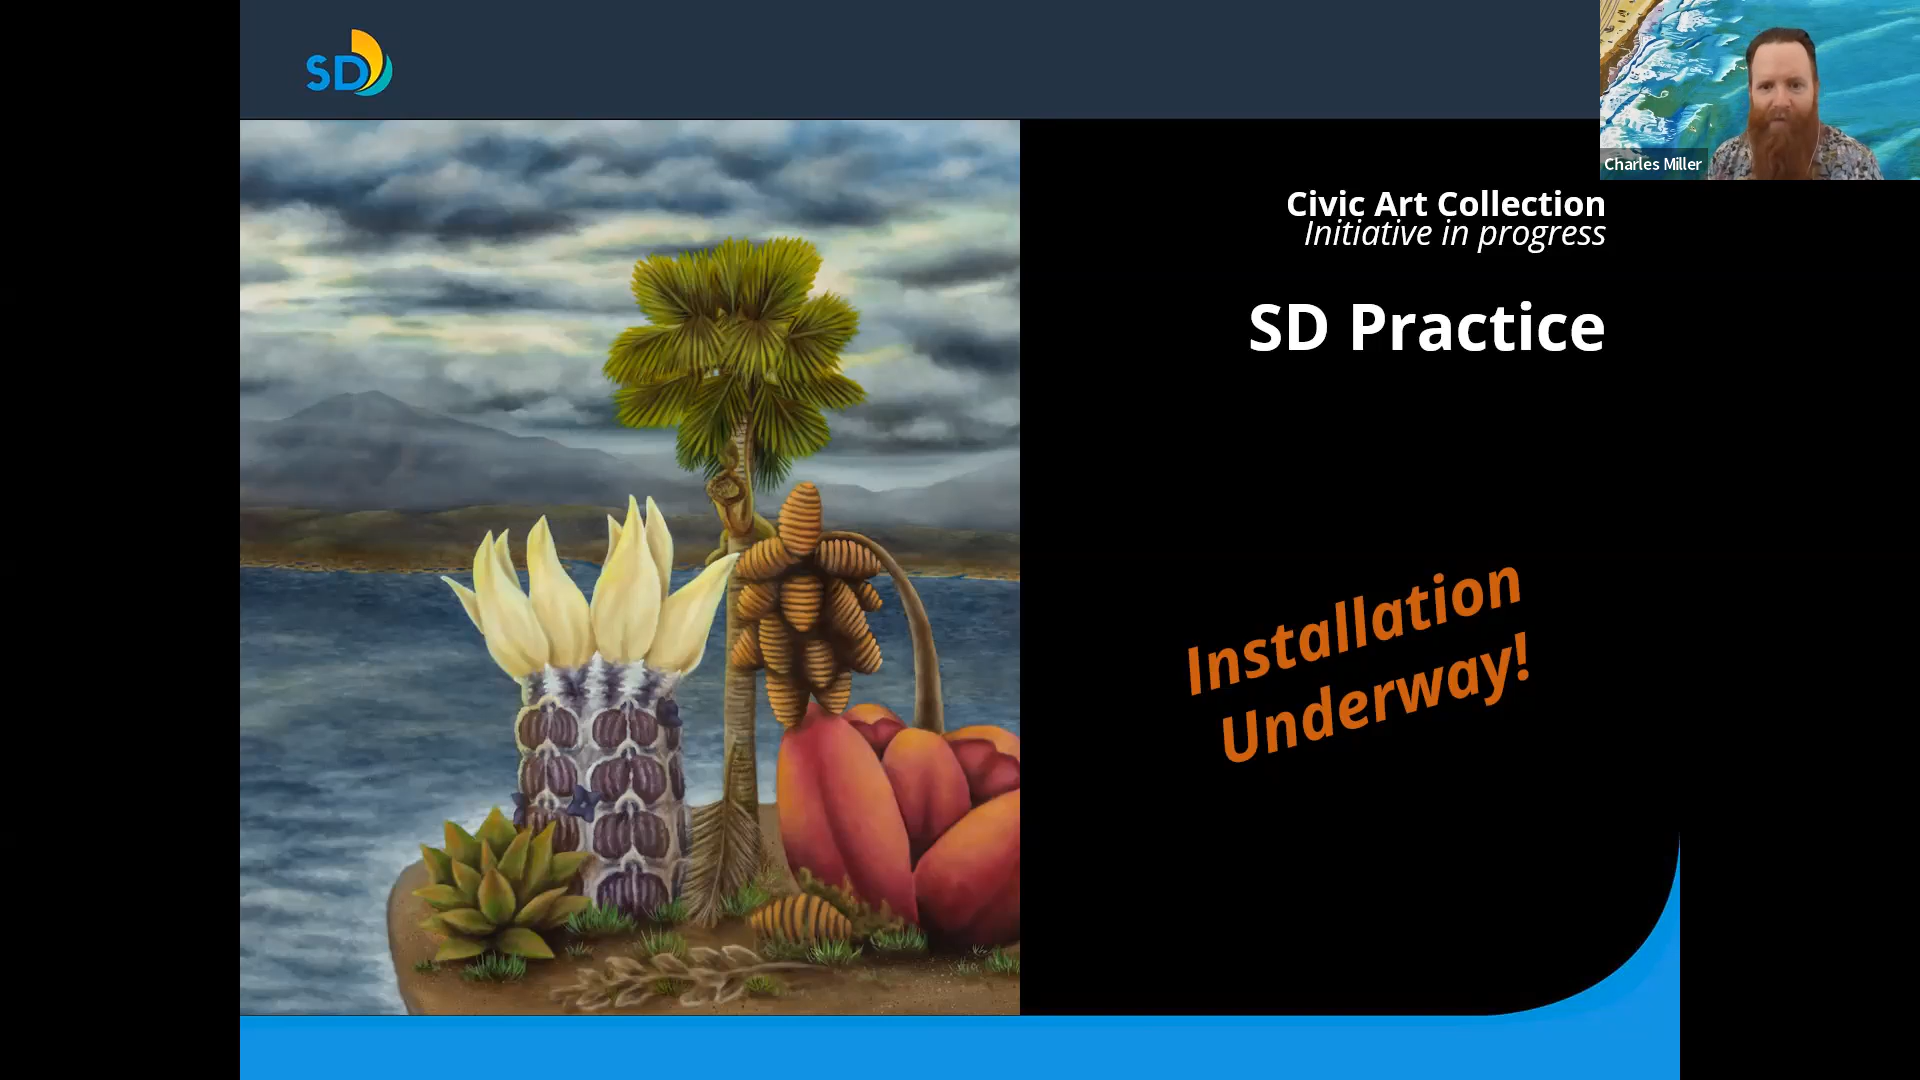 SD
Charles Miller
Civic Art Collection
Initiative in progress
SD Practice
Installation
Underway!